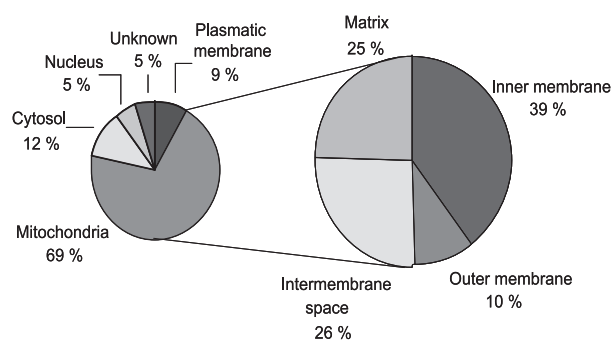 Unknown
5 %
Plasmatic
membrane
9 %
Nucleus
5 %
Cytosol
12 %
Mitochondria
69 %
Matrix
25 %
Inner membrane
39 %
Outer membrane
10 %
Intermembrane
space
26 %